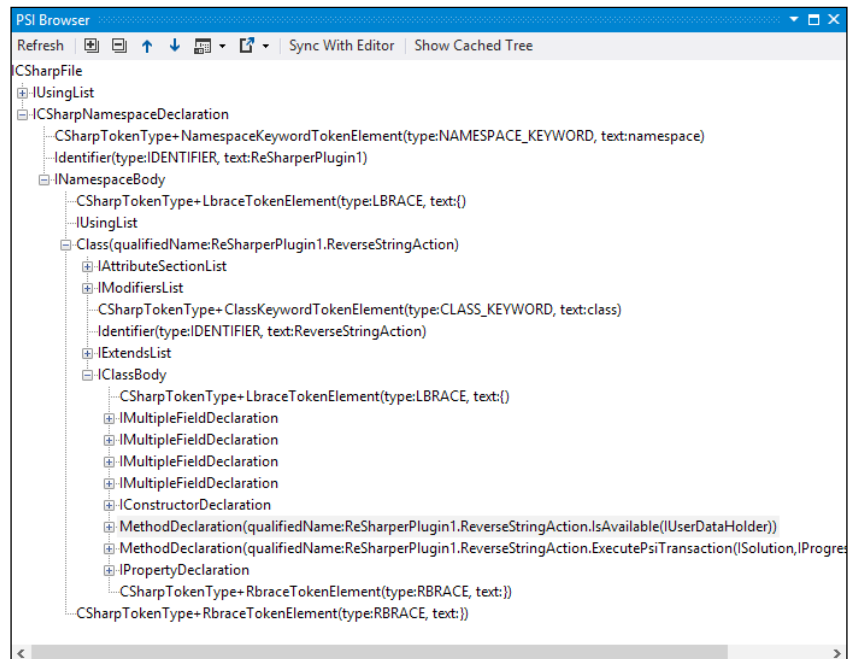 PSI Browser
Refresh Sync With Editor Show Cached Tree
ICSharpFile
IUsingList
ICSharpNamespaceDeclaration
CSharpTokenType+NamespaceKeywordTokenElement(type:NAMESPACE_KEYWORD, text:namespace)
Identifier(type:IDENTIFIER, text:ReSharperPlugin1)
INamespaceBody
CSharpTokenType+LbraceTokenElement(type:LBRACE, text:{)
IUsingList
Class(qualifiedName:ReSharperPlugin1.ReverseStringAction)
IAttributeSectionList
IModifiersList
CSharpTokenType+ClassKeywordTokenElement(type:CLASS_KEYWORD, text:class)
Identifier(type:IDENTIFIER, text:ReverseStringAction)
IExtendsList
IClassBody
CSharpTokenType+LbraceTokenElement(type:LBRACE, text:{)
IMultipleFieldDeclaration
IMultipleFieldDeclaration
IMultipleFieldDeclaration
IMultipleFieldDeclaration
IConstructorDeclaration
MethodDeclaration(qualifiedName:ReSharperPlugin1.ReverseStringAction.IsAvailable(IUserDataHolder))
MethodDeclaration(qualifiedName:ReSharperPlugin1.ReverseStringAction.ExecutePsiTransaction(ISolution,IProgres
IPropertyDeclaration
CSharpTokenType+RbraceTokenElement(type:RBRACE, text:})
CSharpTokenType+RbraceTokenElement(type:RBRACE, text:})